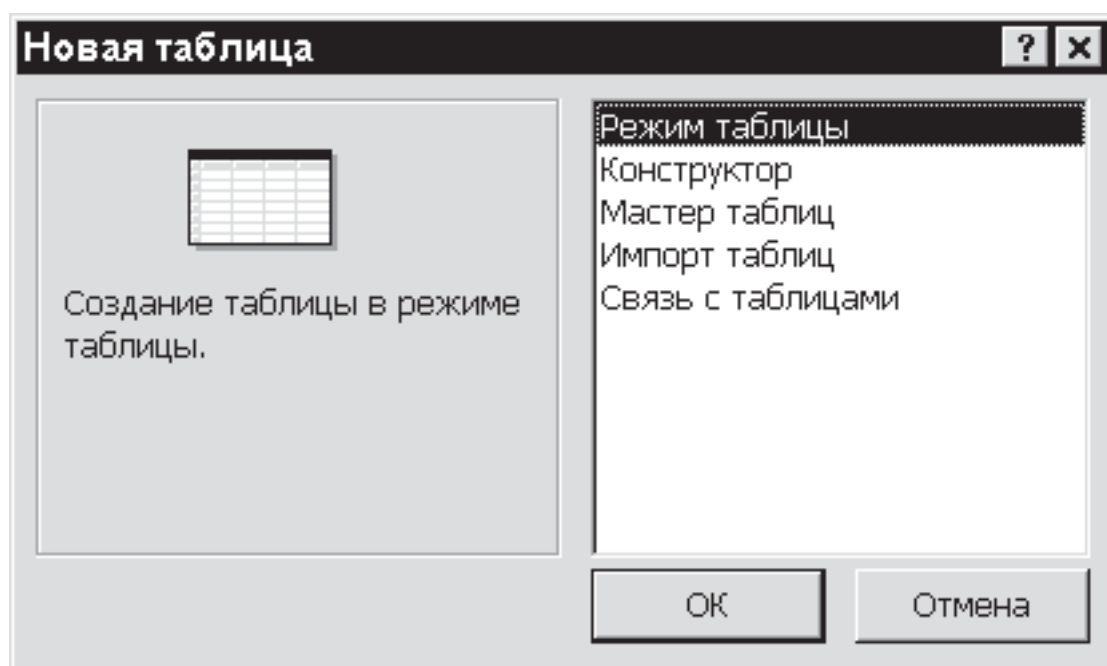 Новая таблица
Создание таблицы в режиме
таблицы.
Режим таблицы
Конструктор
Мастер таблиц
Импорт таблиц
Связь с таблицами
ОК
Отмена